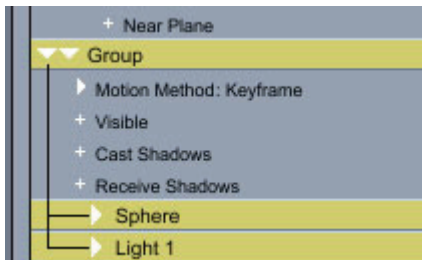 + Near Plane
Group
Motion Method: Keyframe
+ Visible
+ Cast Shadows
+ Receive Shadows
Sphere
Light 1